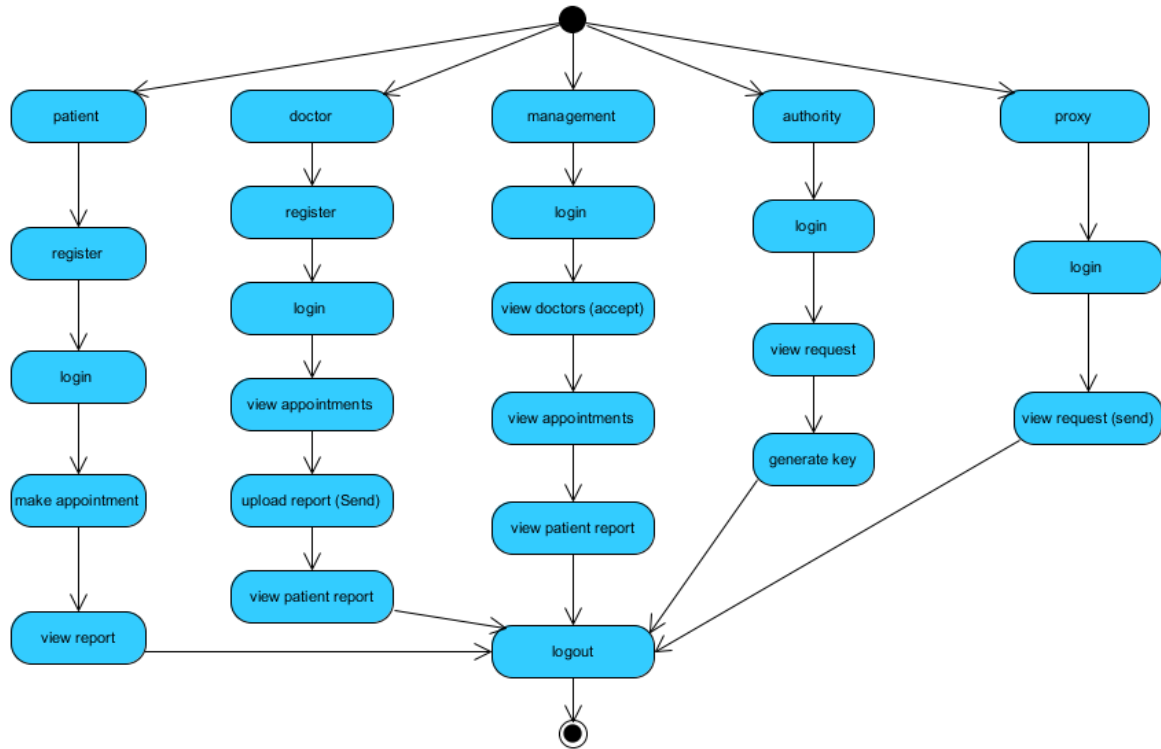 patient
doctor
management
authority
proxy
register
login
login
register
view doctors (accept)
login
login
view request
login
view appointments
view appointments
view request (send)
generate key
make appointment
upload report (Send)
view patient report
view patient report
view report
logout